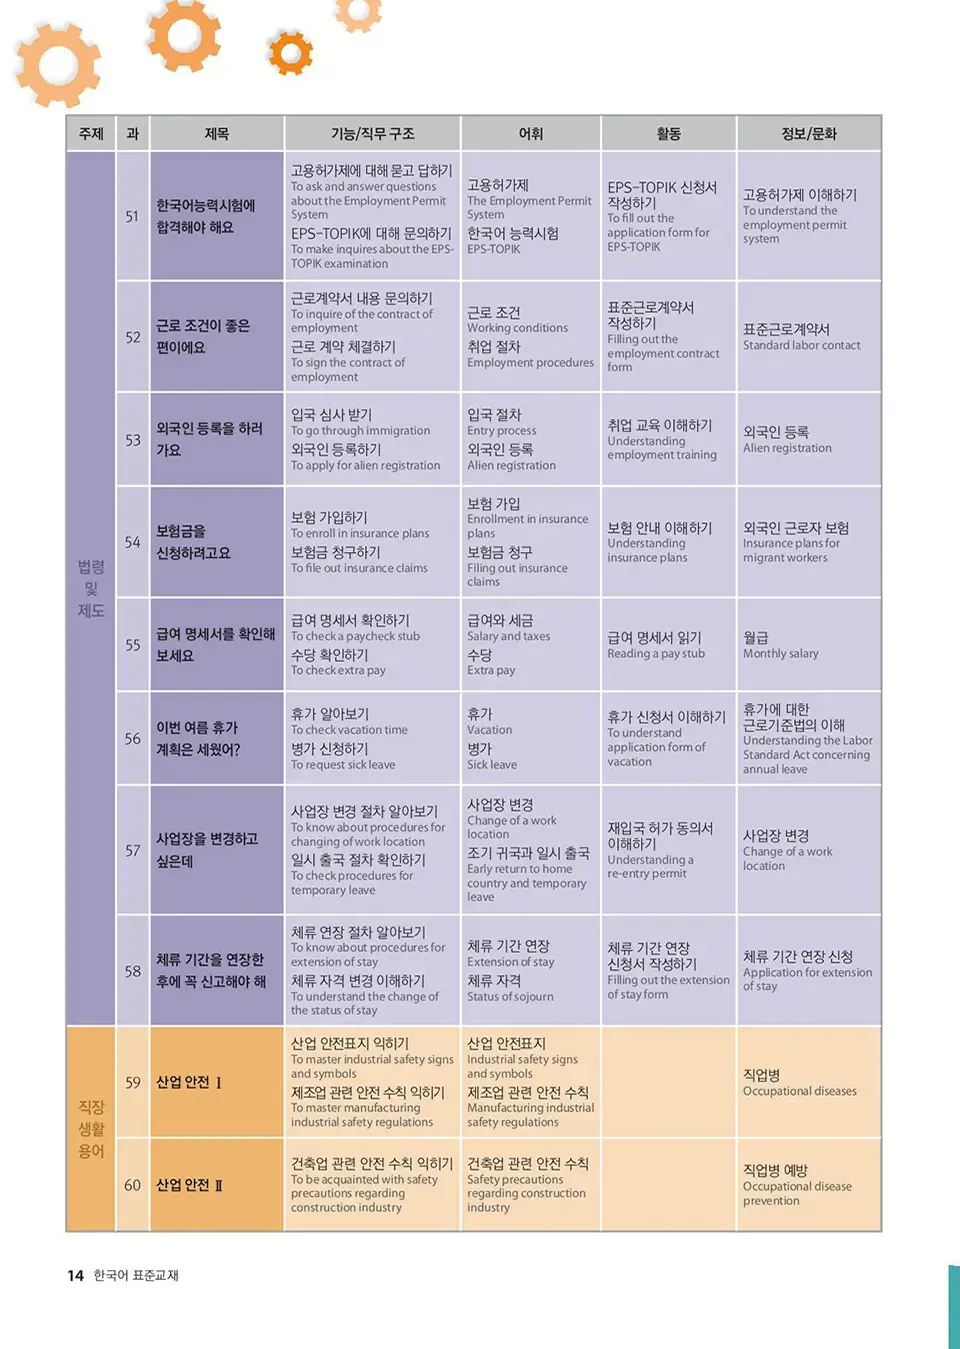 주제 과 제목 기능/직무 구조 어휘 활동 정보/문화
법령
및
제도
51
한국어능력시험에
합격해야 해요
고용허가제에 대해 묻고 답하기
To ask and answer questions
about the Employment Permit
System
EPS-TOPIK에 대해 문의하기
To make inquires about the EPS-
TOPIK examination
고용허가제
The Employment Permit
System
한국어 능력시험
EPS-TOPIK
EPS-TOPIK 신청서
작성하기
To fill out the
application form for
EPS-TOPIK
고용허가제 이해하기
To understand the
employment permit
system
52
근로 조건이 좋은
편이에요
근로계약서 내용 문의하기
To inquire of the contract of
employment
근로 계약 체결하기
To sign the contract of
employment
근로 조건
Working conditions
취업 절차
Employment procedures
표준근로계약서
작성하기
Filling out the
employment contract
form
표준근로계약서
Standard labor contact
53
외국인 등록을 하러
가요
입국 심사 받기
To go through immigration
외국인 등록하기
To apply for alien registration
입국 절차
Entry process
외국인 등록
Alien registration
취업 교육 이해하기
Understanding
employment training
외국인 등록
Alien registration
54
보험금을
신청하려고요
보험 가입하기
To enroll in insurance plans
보험금 청구하기
To file out insurance claims
보험 가입
Enrollment in insurance
plans
보험금 청구
Filing out insurance
claims
보험 안내 이해하기
Understanding
insurance plans
외국인 근로자 보험
Insurance plans for
migrant workers
55
급여 명세서를 확인해
보세요
급여 명세서 확인하기
To check a paycheck stub
수당 확인하기
To check extra pay
급여와 세금
Salary and taxes
수당
Extra pay
급여 명세서 읽기
Reading a pay stub
월급
Monthly salary
56
이번 여름 휴가
계획은 세웠어?
휴가 알아보기
To check vacation time
병가 신청하기
To request sick leave
휴가
Vacation
병가
Sick leave
휴가 신청서 이해하기
To understand
application form of
vacation
휴가에 대한
근로기준법의 이해
Understanding the Labor
Standard Act concerning
annual leave
57
사업장을 변경하고
싶은데
사업장 변경 절차 알아보기
To know about procedures for
changing of work location
일시 출국 절차 확인하기
To check procedures for
temporary leave
사업장 변경
Change of a work
location
조기 귀국과 일시 출국
Early return to home
country and temporary
leave
재입국 허가 동의서
이해하기
Understanding a
re-entry permit
사업장 변경
Change of a work
location
58
체류 기간을 연장한
후에 꼭 신고해야 해
체류 연장 절차 알아보기
To know about procedures for
extension of stay
체류 자격 변경 이해하기
To understand the change of
the status of stay
체류 기간 연장
Extension of stay
체류 자격
Status of sojourn
체류 기간 연장
신청서 작성하기
Filling out the extension
of stay form
체류 기간 연장 신청
Application for extension
of stay
직장
생활
용어
59
산업 안전 Ⅰ
산업 안전표지 익히기
To master industrial safety signs
and symbols
제조업 관련 안전 수칙 익히기
To master manufacturing
industrial safety regulations
산업 안전표지
Industrial safety signs
and symbols
제조업 관련 안전 수칙
Manufacturing industrial
safety regulations
직업병
Occupational diseases
60
산업 안전 Ⅱ
건축업 관련 안전 수칙 익히기
To be acquainted with safety
precautions regarding
construction industry
건축업 관련 안전 수칙
Safety precautions
regarding construction
industry
직업병 예방
Occupational disease
prevention
14 한국어 표준교재